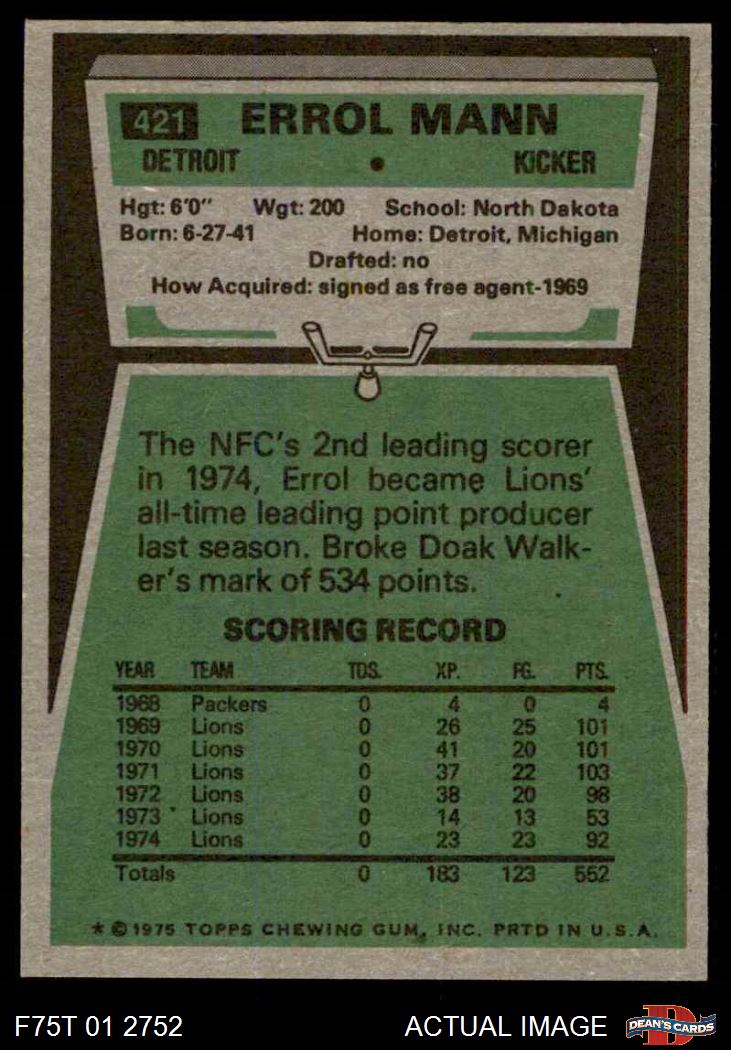 421 ERROL MANN
DETROIT • KICKER
Hgt: 6'0" Wgt: 200 School: North Dakota
Born: 6-27-41 Home: Detroit, Michigan
Drafted: no
How Acquired: signed as free agent-1969
The NFC's 2nd leading scorer
in 1974, Errol became Lions'
all-time leading point producer
last season. Broke Doak Walk-
er's mark of 534 points.
SCORING RECORD
YEAR TEAM TDS. XP. FG. PTS.
1968 Packers 0 4 0 4
1969 Lions 0 26 25 101
1970 Lions 0 41 20 101
1971 Lions 0 37 22 103
1972 Lions 0 38 20 98
1973 Lions 0 14 13 53
1974 Lions 0 23 23 92
Totals 0 183 123 552
* © 1975 TOPPS CHEWING GUM, INC. PRTD IN U.S.A.
F75T 01 2752 ACTUAL IMAGE D DEAN'S CARDS